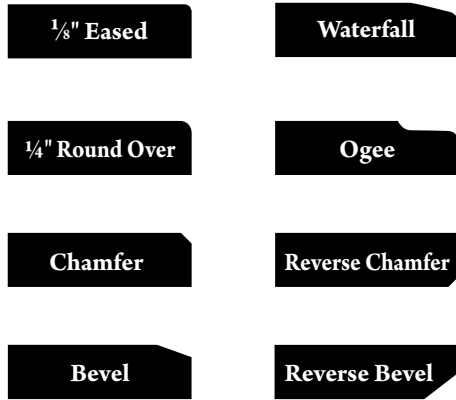 ⅛" Eased
Waterfall
¼" Round Over
Ogee
Chamfer
Reverse Chamfer
Bevel
Reverse Bevel